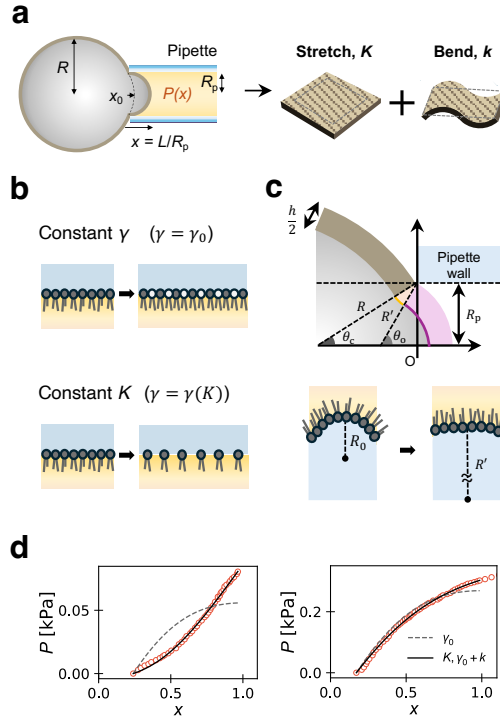 a
Pipette
R
x₀
P(x)
Rₚ
x = L/Rₚ
Stretch, K
Bend, k
b
Constant γ (γ = γ₀)
Constant K (γ = γ(K))
c
h/2
Pipette
wall
R
R'
Rₚ
θc
θo
O
R₀
R'
d
P [kPa]
0.05
0.00
0.0
0.5
1.0
x
P [kPa]
0.2
0.0
0.0
0.5
1.0
x
γ₀
K, γ₀ + k